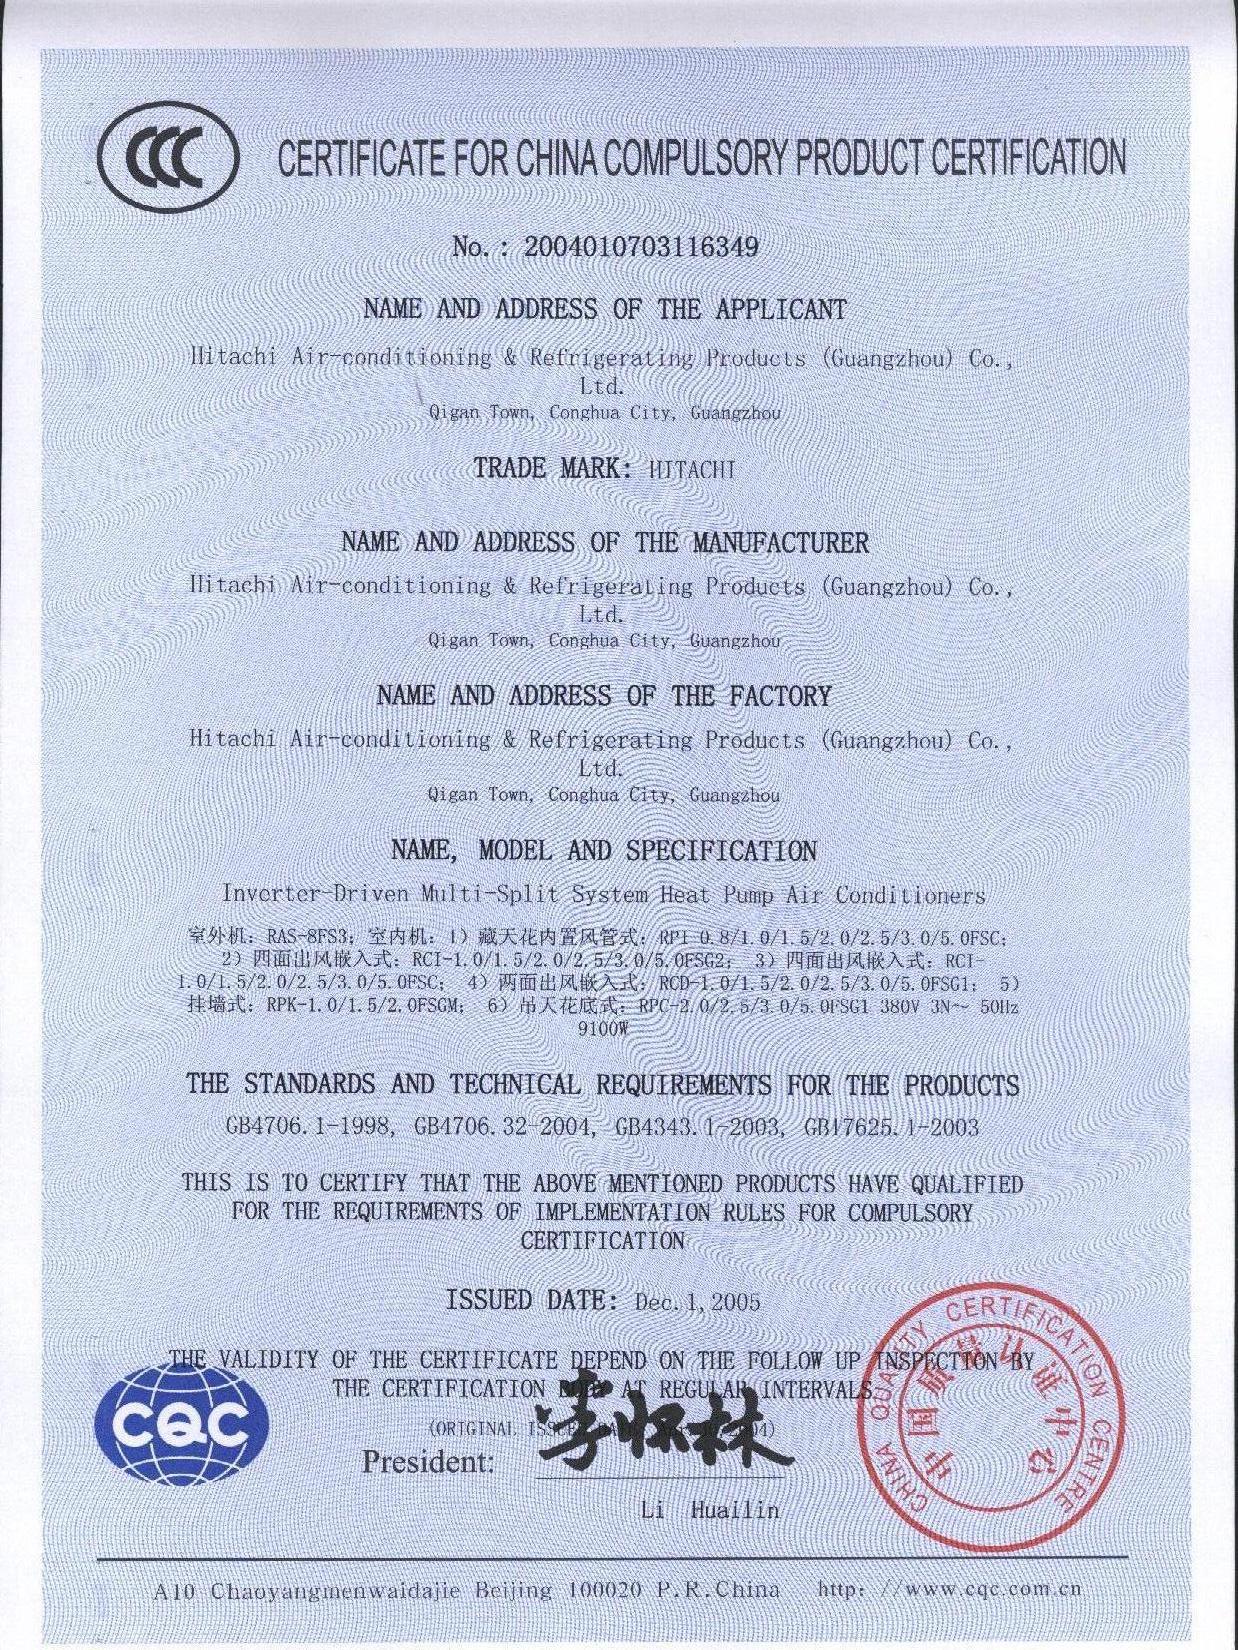 CCC CERTIFICATE FOR CHINA COMPULSORY PRODUCT CERTIFICATION
No.: 2004010703116349
NAME AND ADDRESS OF THE APPLICANT
Hitachi Air-conditioning & Refrigerating Products (Guangzhou) Co.,
Ltd.
Qigan Town, Conghua City, Guangzhou
TRADE MARK: HITACHI
NAME AND ADDRESS OF THE MANUFACTURER
Hitachi Air-conditioning & Refrigerating Products (Guangzhou) Co.,
Ltd.
Qigan Town, Conghua City, Guangzhou
NAME AND ADDRESS OF THE FACTORY
Hitachi Air-conditioning & Refrigerating Products (Guangzhou) Co.,
Ltd.
Qigan Town, Conghua City, Guangzhou
NAME, MODEL AND SPECIFICATION
Inverter-Driven Multi-Split System Heat Pump Air Conditioners
室外机: RAS-8FS3; 室内机: 1) 藏天花内置风管式: RPI-0.8/1.0/1.5/2.0/2.5/3.0/5.0FSC;
2) 四面出风嵌入式: RCI-1.0/1.5/2.0/2.5/3.0/5.0FSG2; 3) 四面出风嵌入式: RCI-
1.0/1.5/2.0/2.5/3.0/5.0FSC; 4) 两面出风嵌入式: RCD-1.0/1.5/2.0/2.5/3.0/5.0FSG1; 5)
挂墙式: RPK-1.0/1.5/2.0FSGM; 6) 吊天花底式: RPC-2.0/2.5/3.0/5.0FSG1 380V 3N~ 50Hz
9100W
THE STANDARDS AND TECHNICAL REQUIREMENTS FOR THE PRODUCTS
GB4706.1-1998, GB4706.32-2004, GB4343.1-2003, GB17625.1-2003
THIS IS TO CERTIFY THAT THE ABOVE MENTIONED PRODUCTS HAVE QUALIFIED
FOR THE REQUIREMENTS OF IMPLEMENTATION RULES FOR COMPULSORY
CERTIFICATION
ISSUED DATE: Dec.1,2005
THE VALIDITY OF THE CERTIFICATE DEPEND ON THE FOLLOW UP INSPECTION BY
THE CERTIFICATION BODY AT REGULAR INTERVALS
(ORIGINAL
President: 李怀林
Li Huailin
CQC
CHINA QUALITY CERTIFICATION CENTRE
中国质量认证中心
A10 Chaoyangmenwaidajie Beijing 100020 P.R.China http://www.cqc.com.cn